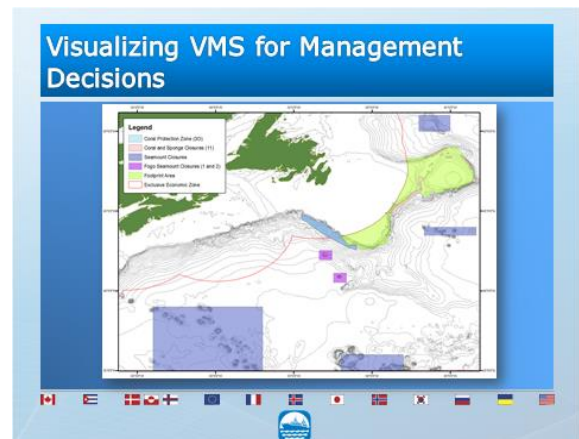 Visualizing VMS for Management
Decisions
Legend
Coral Protection Zone (3O)
Coral and Sponge Closures (11)
Seamount Closures
Fogo Seamount Closures (1 and 2)
Footprint Area
Exclusive Economic Zone